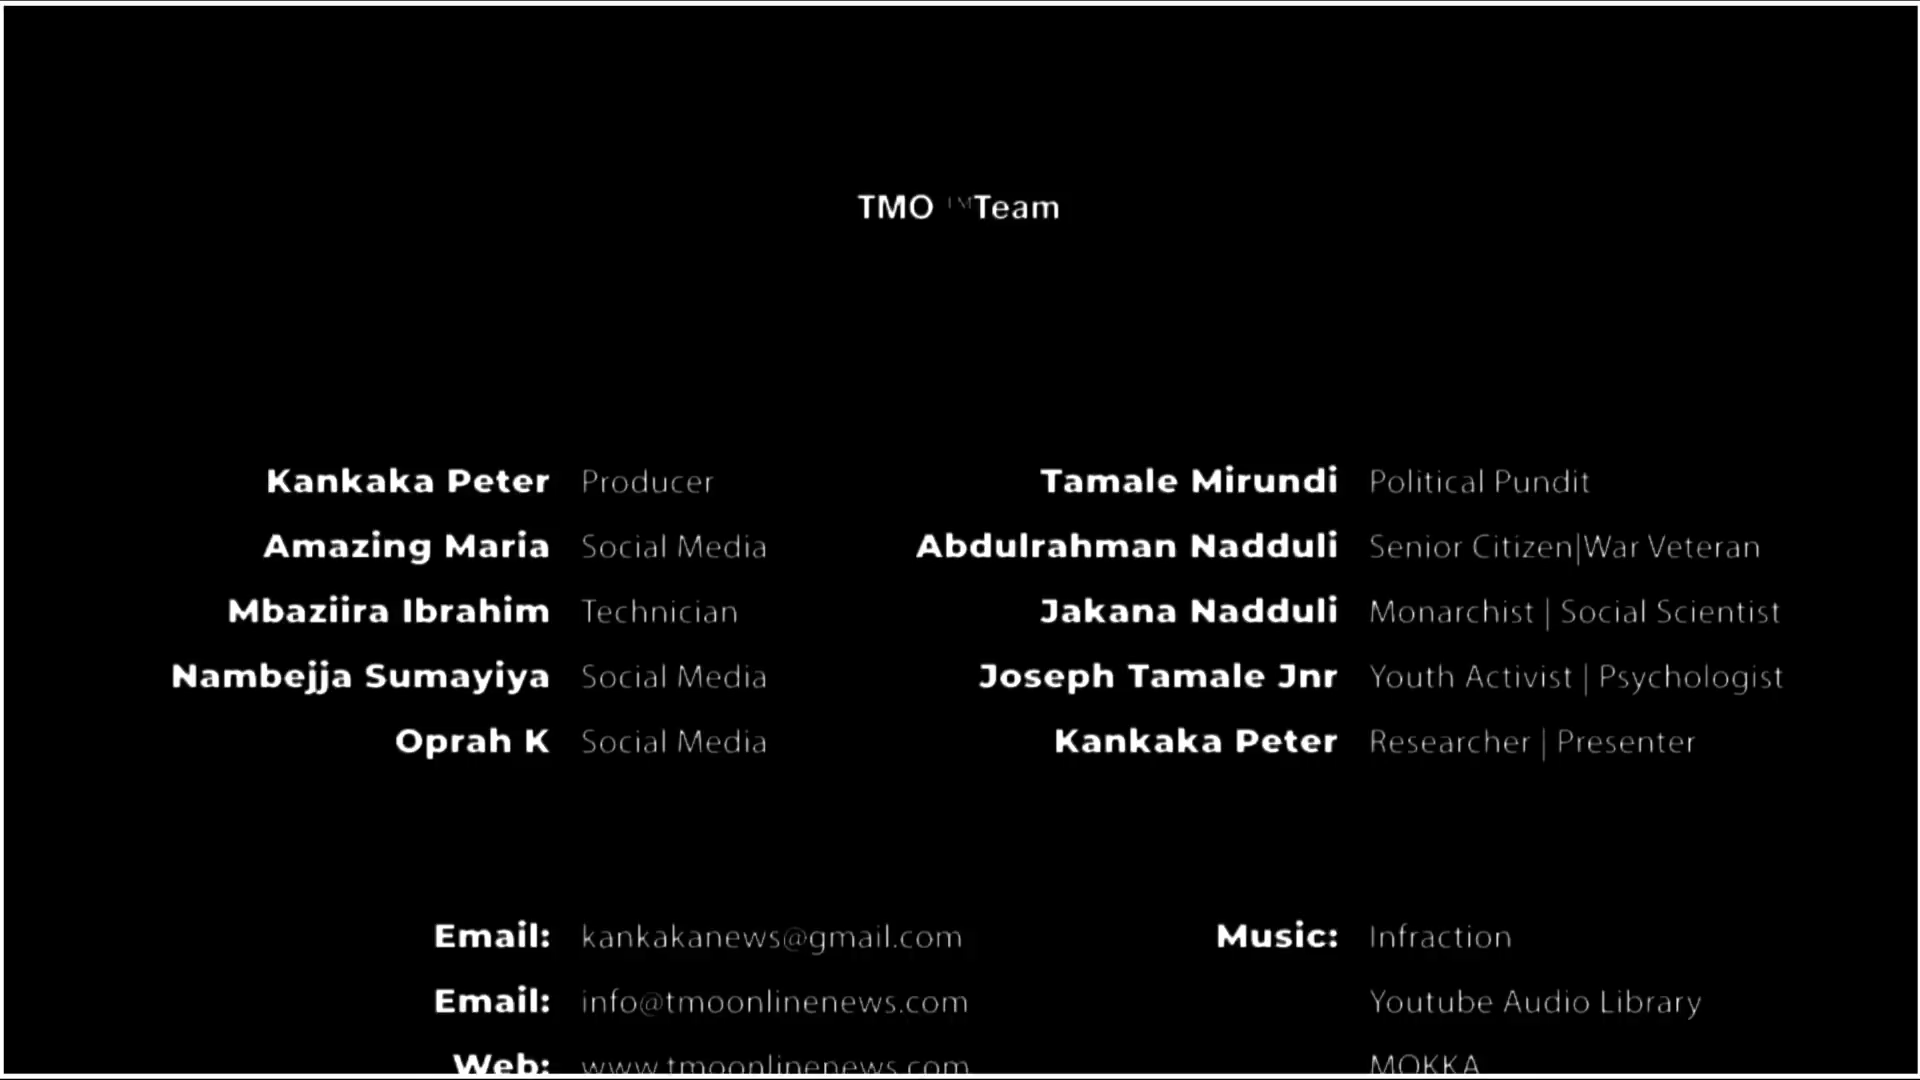 TMO ™Team
Kankaka Peter Producer
Amazing Maria Social Media
Mbaziira Ibrahim Technician
Nambejja Sumayiya Social Media
Oprah K Social Media
Tamale Mirundi Political Pundit
Abdulrahman Nadduli Senior Citizen|War Veteran
Jakana Nadduli Monarchist | Social Scientist
Joseph Tamale Jnr Youth Activist | Psychologist
Kankaka Peter Researcher | Presenter
Email: kankakanews@gmail.com
Email: info@tmoonlinenews.com
Web: www.tmoonlinenews.com
Music: Infraction
Youtube Audio Library
MOKKA